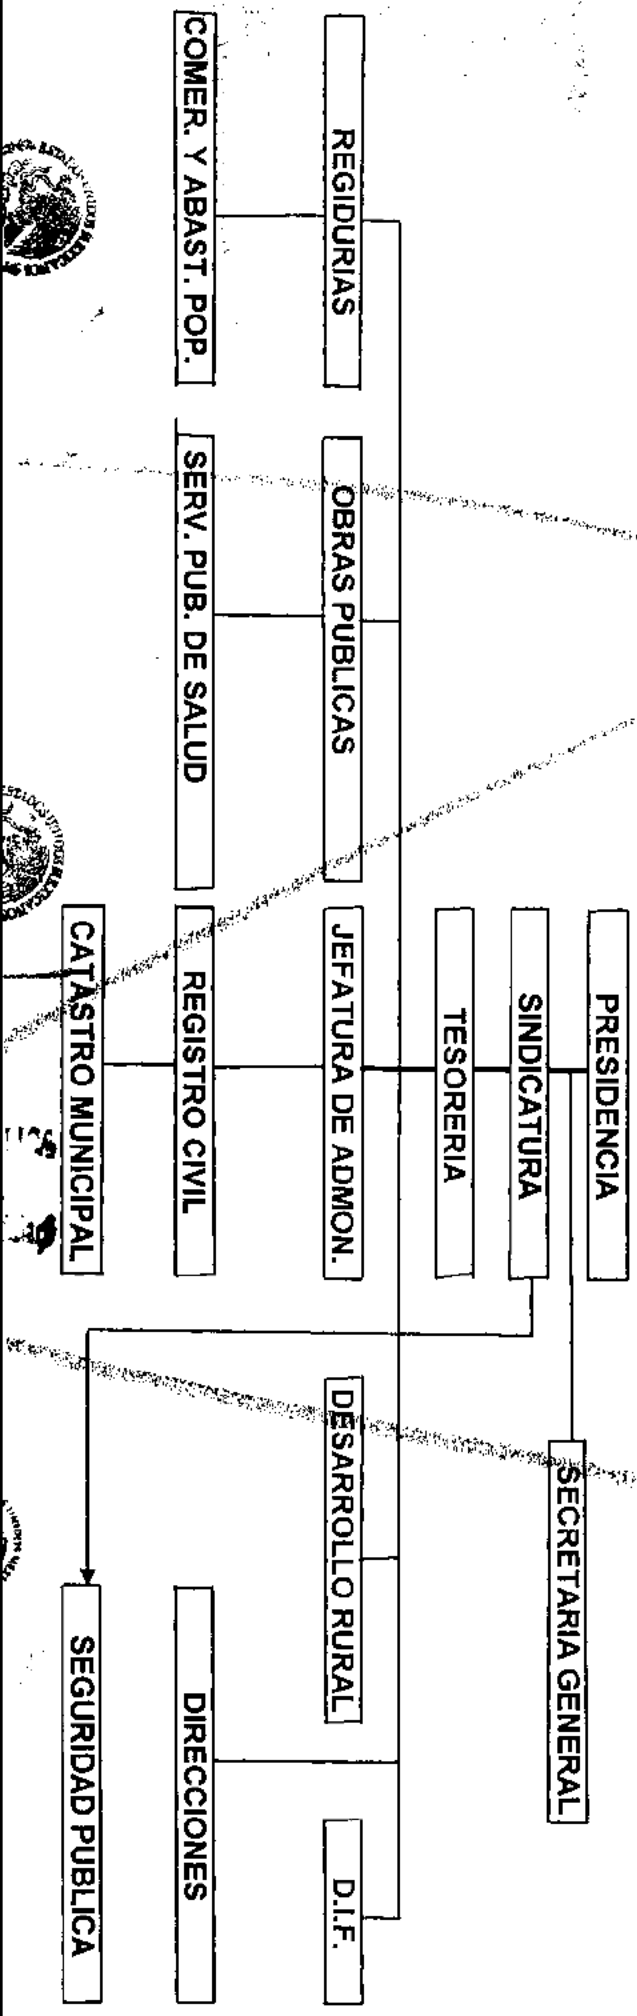 PRESIDENCIA
SECRETARIA GENERAL
SINDICATURA
TESORERIA
REGIDURIAS
OBRAS PUBLICAS
JEFATURA DE ADMON.
DESARROLLO RURAL
D.I.F.
COMER. Y ABAST. POP.
SERV. PUB. DE SALUD
REGISTRO CIVIL
DIRECCIONES
CATASTRO MUNICIPAL
SEGURIDAD PUBLICA